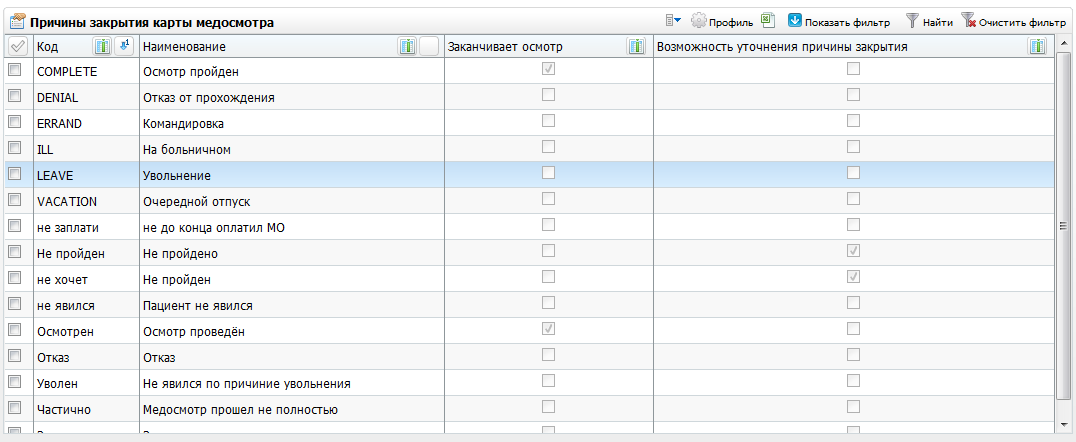 Причины закрытия карты медосмотра
Профиль Показать фильтр Найти Очистить фильтр
Код Наименование Заканчивает осмотр Возможность уточнения причины закрытия
COMPLETE Осмотр пройден
DENIAL Отказ от прохождения
ERRAND Командировка
ILL На больничном
LEAVE Увольнение
VACATION Очередной отпуск
не заплати не до конца оплатил МО
Не пройден Не пройдено
не хочет Не пройден
не явился Пациент не явился
Осмотрен Осмотр проведён
Отказ Отказ
Уволен Не явился по причиние увольнения
Частично Медосмотр прошел не полностью